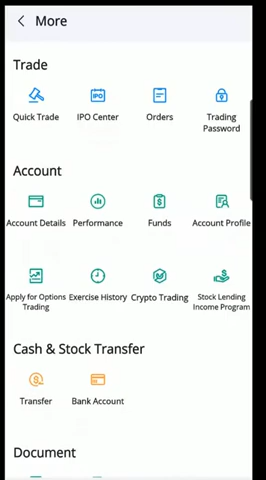 More
Trade
IPO
Quick Trade
IPO Center
Orders
Trading
Password
Account
Account Details
Performance
Funds
Account Profile
Apply for Options
Trading
Exercise History
Crypto Trading
Stock Lending
Income Program
Cash & Stock Transfer
Transfer
Bank Account
Document